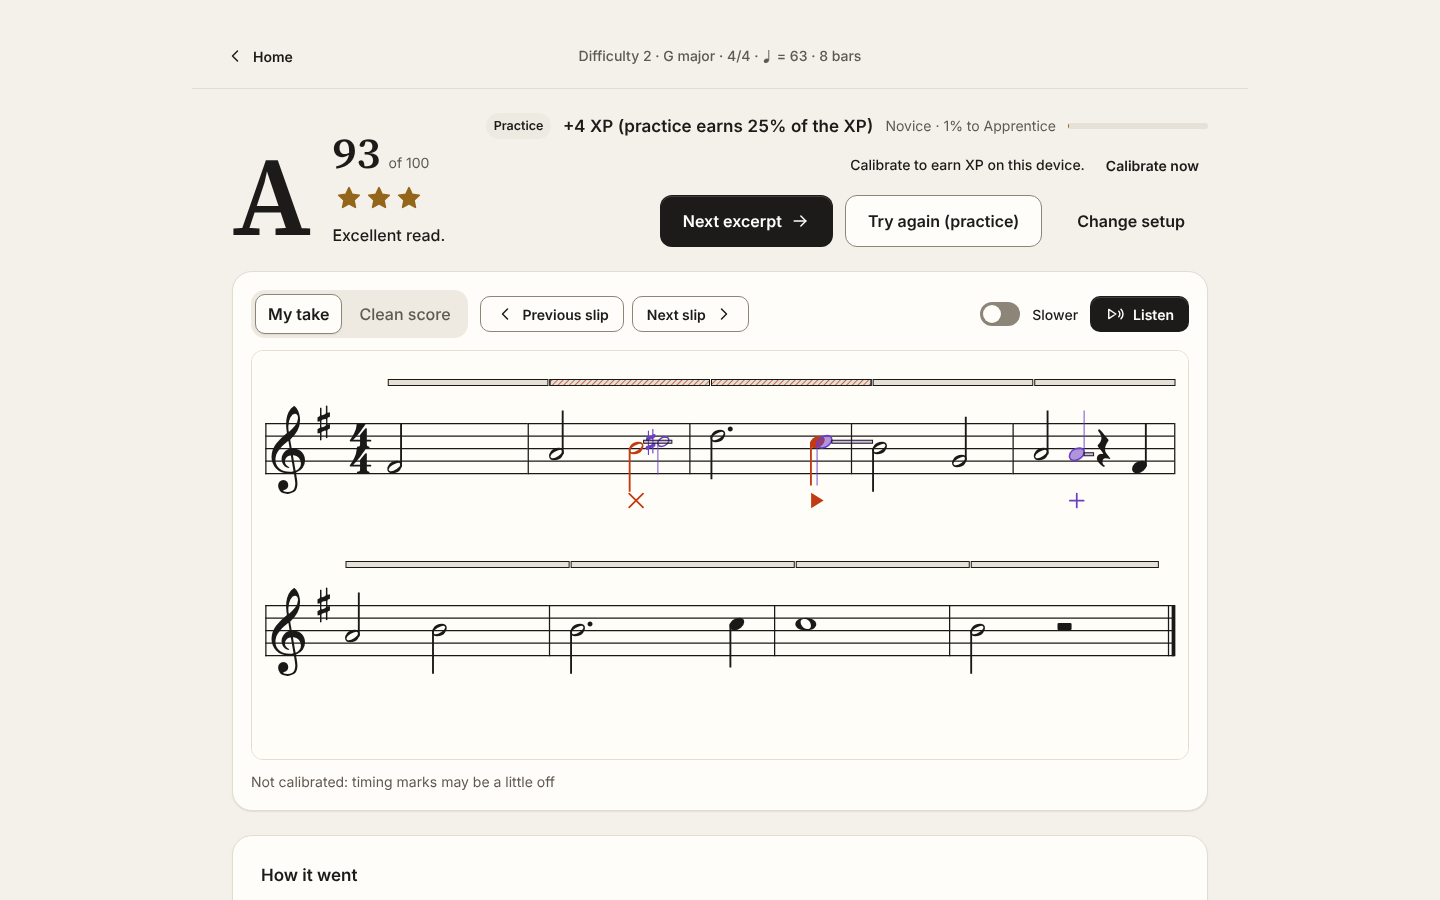 Home
Difficulty 2 · G major · 4/4 · ♩ = 63 · 8 bars
A
93 of 100
Excellent read.
Practice +4 XP (practice earns 25% of the XP) Novice · 1% to Apprentice
Calibrate to earn XP on this device. Calibrate now
Next excerpt → Try again (practice) Change setup
My take Clean score Previous slip Next slip Slower Listen
4
4
Not calibrated: timing marks may be a little off
How it went